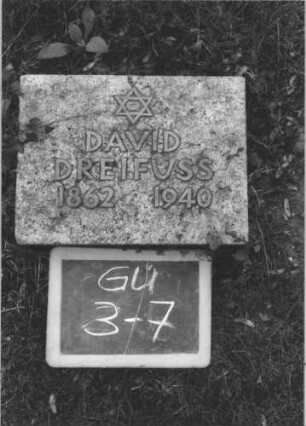 DAVID
DREIFUSS
1862 1940
GU
3-7